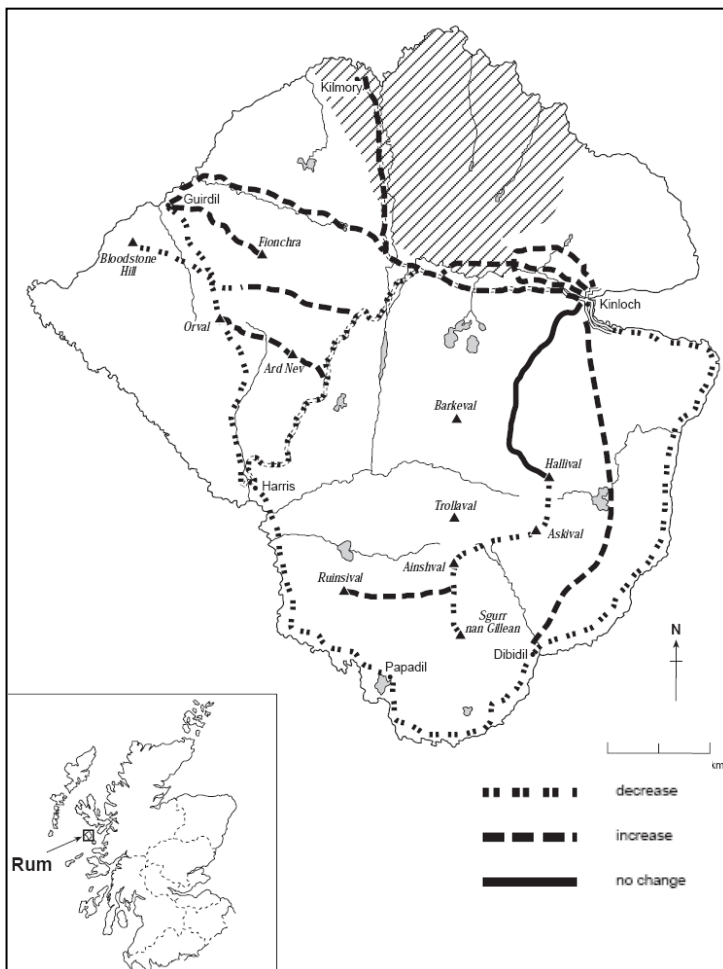 Kilmory
Guirdil
Fionchra
Bloodstone
Hill
Kinloch
Orval
Ard Nev
Barkeval
Hallival
Harris
Trollaval
Askival
Ainshval
Ruinsival
Sgurr
nan Gillean
Dibidil
N
Papadil
km
decrease
increase
no change
Rum